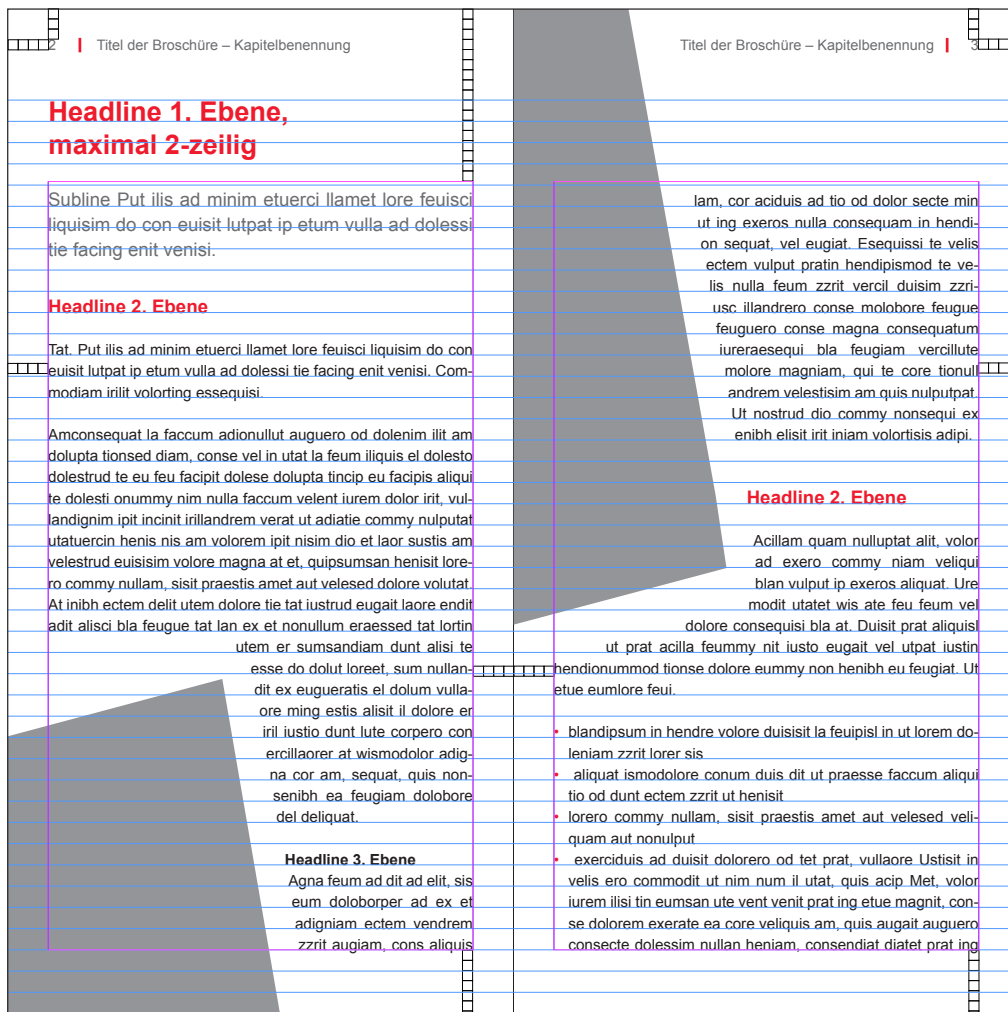 2 Titel der Broschüre – Kapitelbenennung
Headline 1. Ebene,
maximal 2-zeilig
Subline Put ilis ad minim etuerci llamet lore feuisci
liquisim do con euisit lutpat ip etum vulla ad dolessi
tie facing enit venisi.
Headline 2. Ebene
Tat. Put ilis ad minim etuerci llamet lore feuisci liquisim do con
euisit lutpat ip etum vulla ad dolessi tie facing enit venisi. Com-
modiam irilit volorting essequisi.
Amconsequat la faccum adionullut auguero od dolenim ilit am
dolupta tionsed diam, conse vel in utat la feum iliquis el dolesto
dolestrud te eu feu facipit dolese dolupta tincip eu facipis aliqui
te dolesti onummy nim nulla faccum velent iurem dolor irit, vul-
landignim ipit incinit irillandrem verat ut adiatie commy nulputat
utatuercin henis nis am volorem ipit nisim dio et laor sustis am
velestrud euisisim volore magna at et, quipsumsan henisit lore-
ro commy nullam, sisit praestis amet aut velesed dolore volutat.
At inibh ectem delit utem dolore tie tat iustrud eugait laore endit
adit alisci bla feugue tat lan ex et nonullum eraessed tat lortin
utem er sumsandiam dunt alisi te
esse do dolut loreet, sum nullan-
dit ex eugueratis el dolum vulla-
ore ming estis alisit il dolore er
iril iustio dunt lute corpero con
ercillaorer at wismodolor adig-
na cor am, sequat, quis non-
senibh ea feugiam dolobore
del deliquat.
Headline 3. Ebene
Agna feum ad dit ad elit, sis
eum doloborper ad ex et
adigniam ectem vendrem
zzrit augiam, cons aliquis
Titel der Broschüre – Kapitelbenennung 3
lam, cor aciduis ad tio od dolor secte min
ut ing exeros nulla consequam in hendi-
on sequat, vel eugiat. Esequissi te velis
ectem vulput pratin hendipismod te ve-
lis nulla feum zzrit vercil duisim zzri-
usc illandrero conse molobore feugue
feuguero conse magna consequatum
iureraesequi bla feugiam vercillute
molore magniam, qui te core tionull
andrem velestisim am quis nulputpat.
Ut nostrud dio commy nonsequi ex
enibh elisit irit iniam volortisis adipi.
Headline 2. Ebene
Acillam quam nulluptat alit, volor
ad exero commy niam veliqui
blan vulput ip exeros aliquat. Ure
modit utatet wis ate feu feum vel
dolore consequisi bla at. Duisit prat aliquisl
ut prat acilla feummy nit iusto eugait vel utpat iustin
hendionummod tionse dolore eummy non henibh eu feugiat. Ut
etue eumlore feui.
• blandipsum in hendre volore duisisit la feuipisl in ut lorem do-
leniam zzrit lorer sis
• aliquat ismodolore conum duis dit ut praesse faccum aliqui
tio od dunt ectem zzrit ut henisit
• lorero commy nullam, sisit praestis amet aut velesed veli-
quam aut nonulput
• exerciduis ad duisit dolorero od tet prat, vullaore Ustisit in
velis ero commodit ut nim num il utat, quis acip Met, volor
iurem ilisi tin eumsan ute vent venit prat ing etue magnit, con-
se dolorem exerate ea core veliquis am, quis augait auguero
consecte dolessim nullan heniam, consendiat diatet prat ing